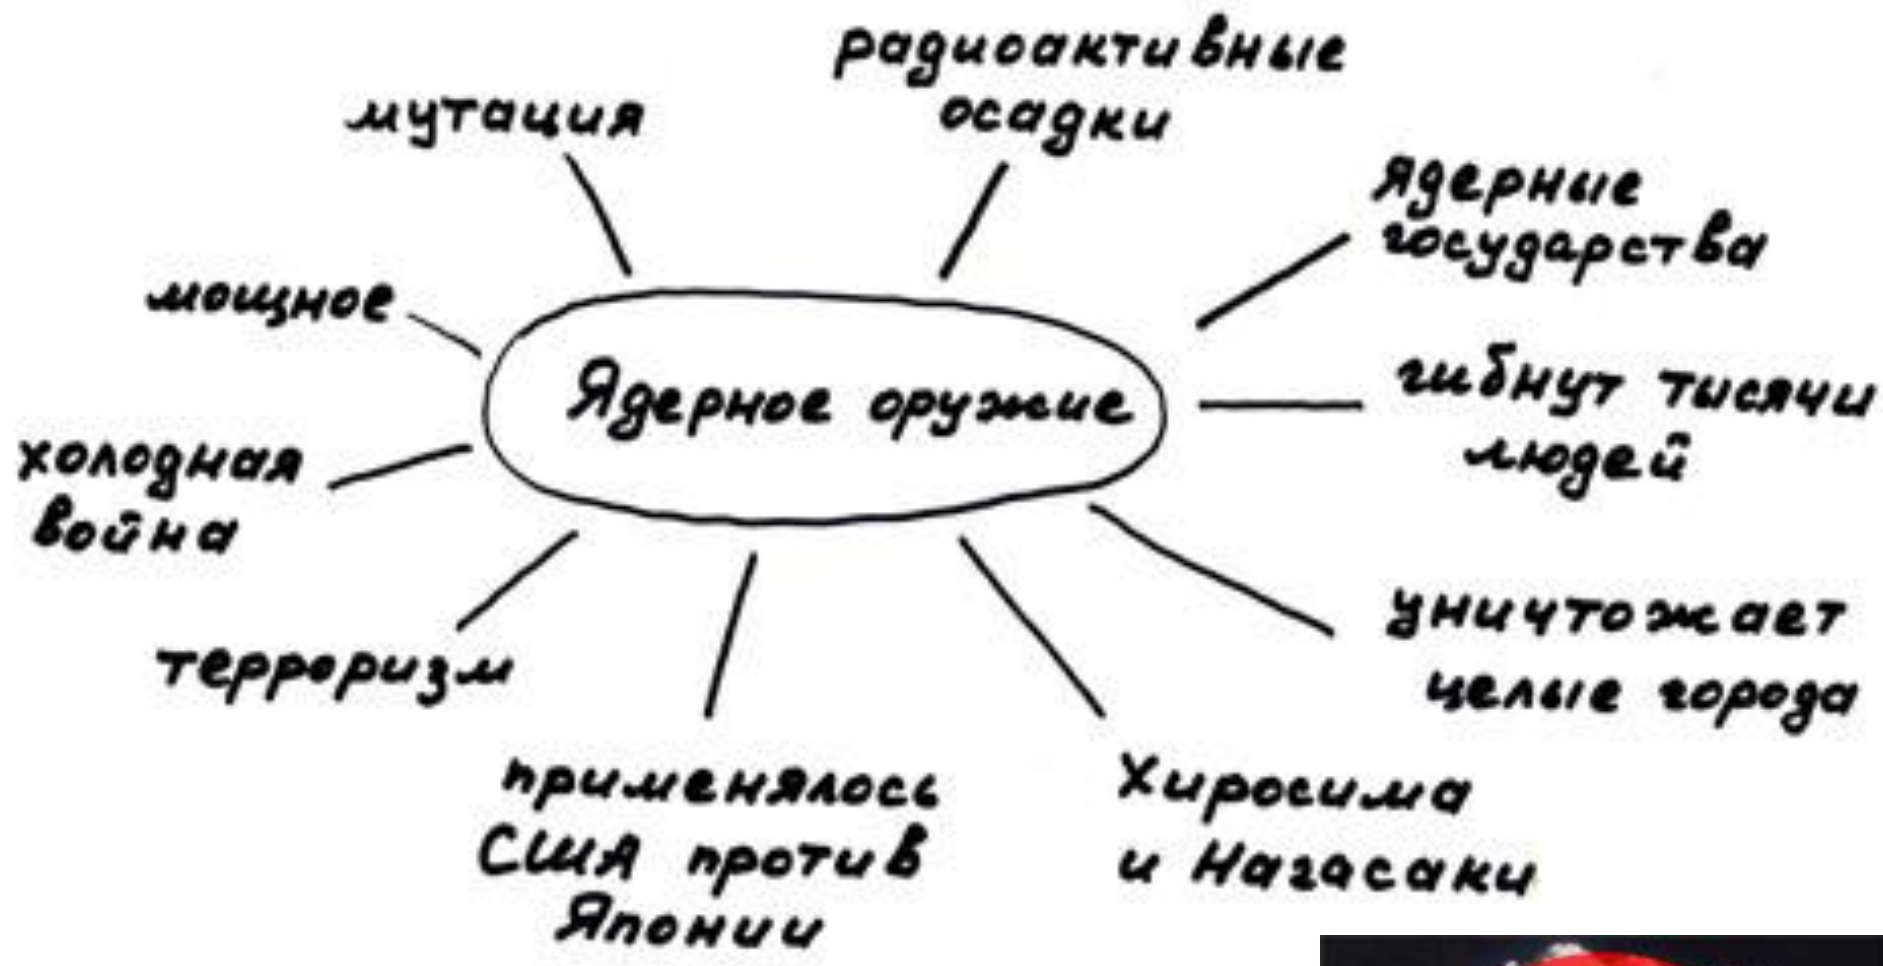 мутация
радиоактивные
осадки
ядерные
государства
мощное
Ядерное оружие
гибнут тисячи
людей
холодная
война
уничтожает
целые города
терроризм
применялось
США против
Японии
Хиросима
и Нагасаки